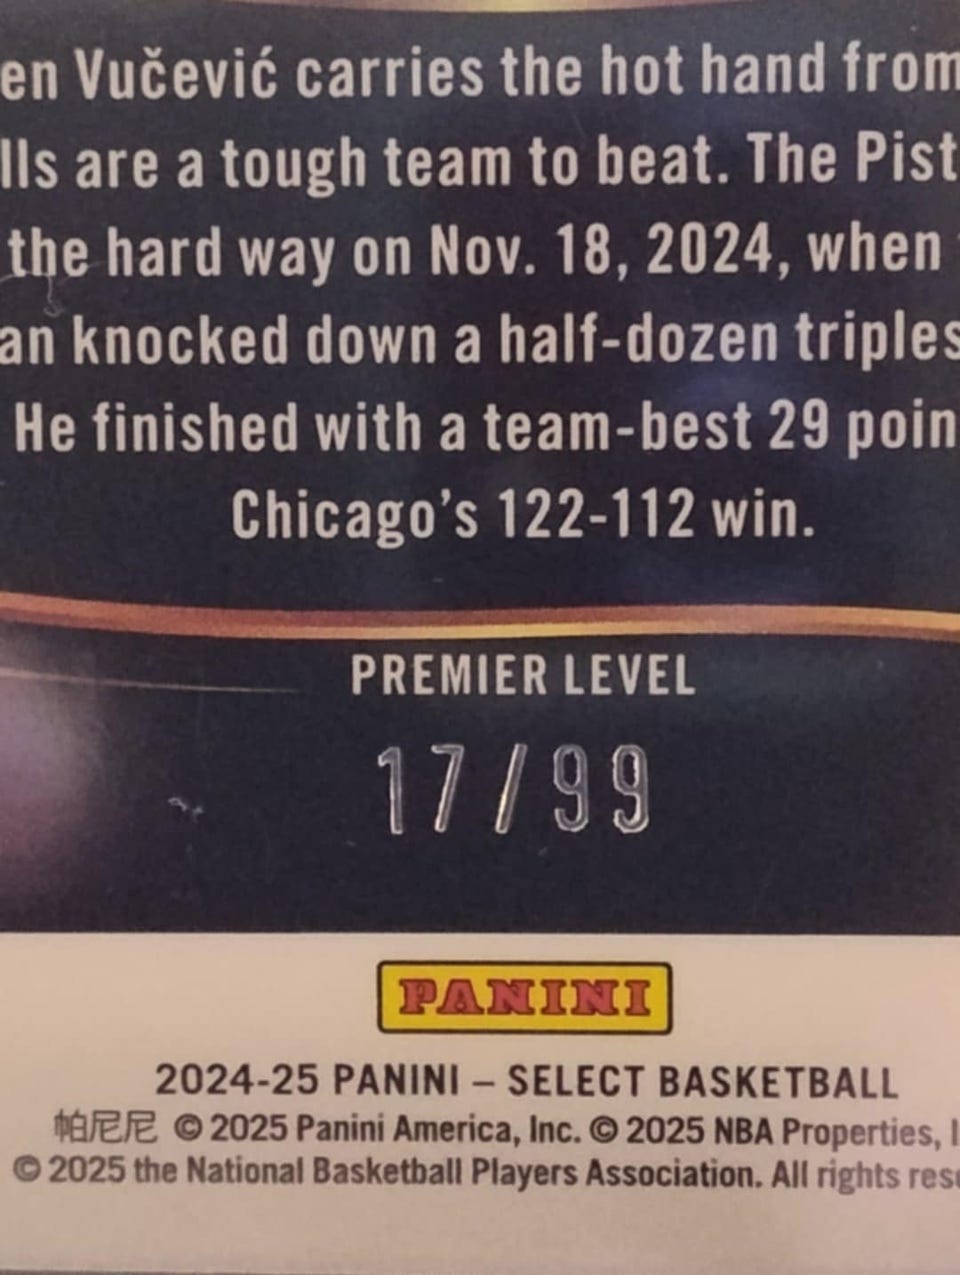 en Vučević carries the hot hand from
lls are a tough team to beat. The Pist
the hard way on Nov. 18, 2024, when
an knocked down a half-dozen triples
He finished with a team-best 29 poin
Chicago's 122-112 win.
PREMIER LEVEL
17/99
PANINI
2024-25 PANINI – SELECT BASKETBALL
帕尼尼 © 2025 Panini America, Inc. © 2025 NBA Properties, I
© 2025 the National Basketball Players Association. All rights rese